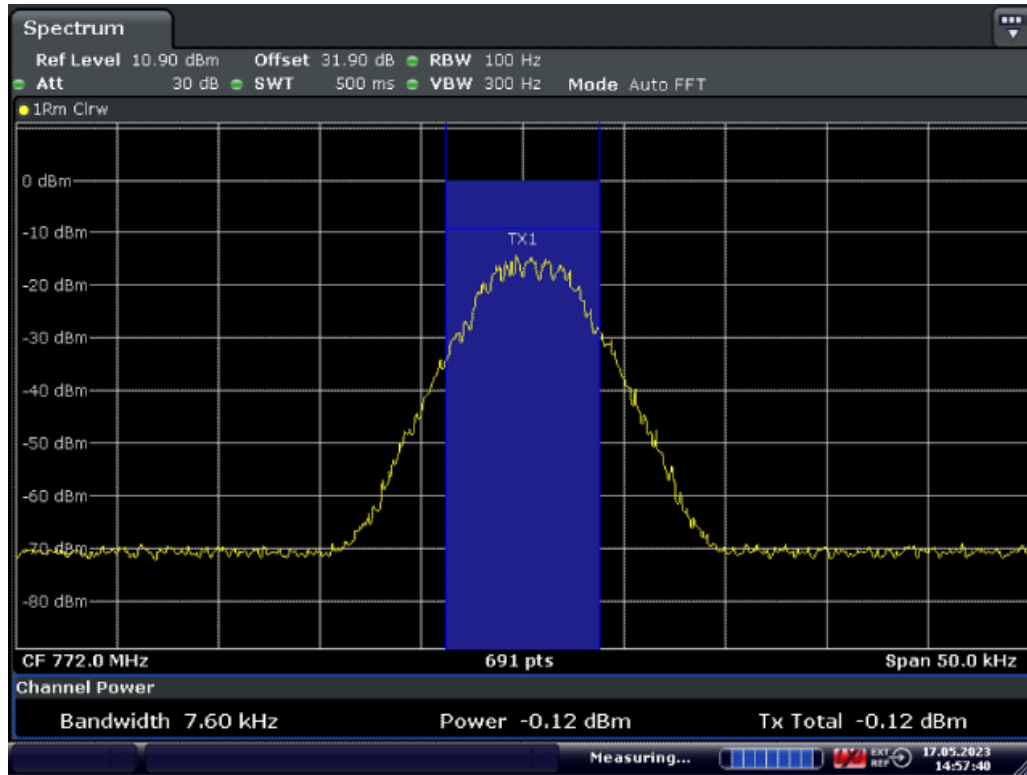 Spectrum
Ref Level 10.90 dBm Offset 31.90 dB RBW 100 Hz
Att 30 dB SWT 500 ms VBW 300 Hz Mode Auto FFT
1Rm Clrw
0 dBm
-10 dBm
TX1
-20 dBm
-30 dBm
-40 dBm
-50 dBm
-60 dBm
-70 dBm
-80 dBm
CF 772.0 MHz 691 pts Span 50.0 kHz
Channel Power
Bandwidth 7.60 kHz Power -0.12 dBm Tx Total -0.12 dBm
Measuring... EXT REF 17.05.2023 14:57:40